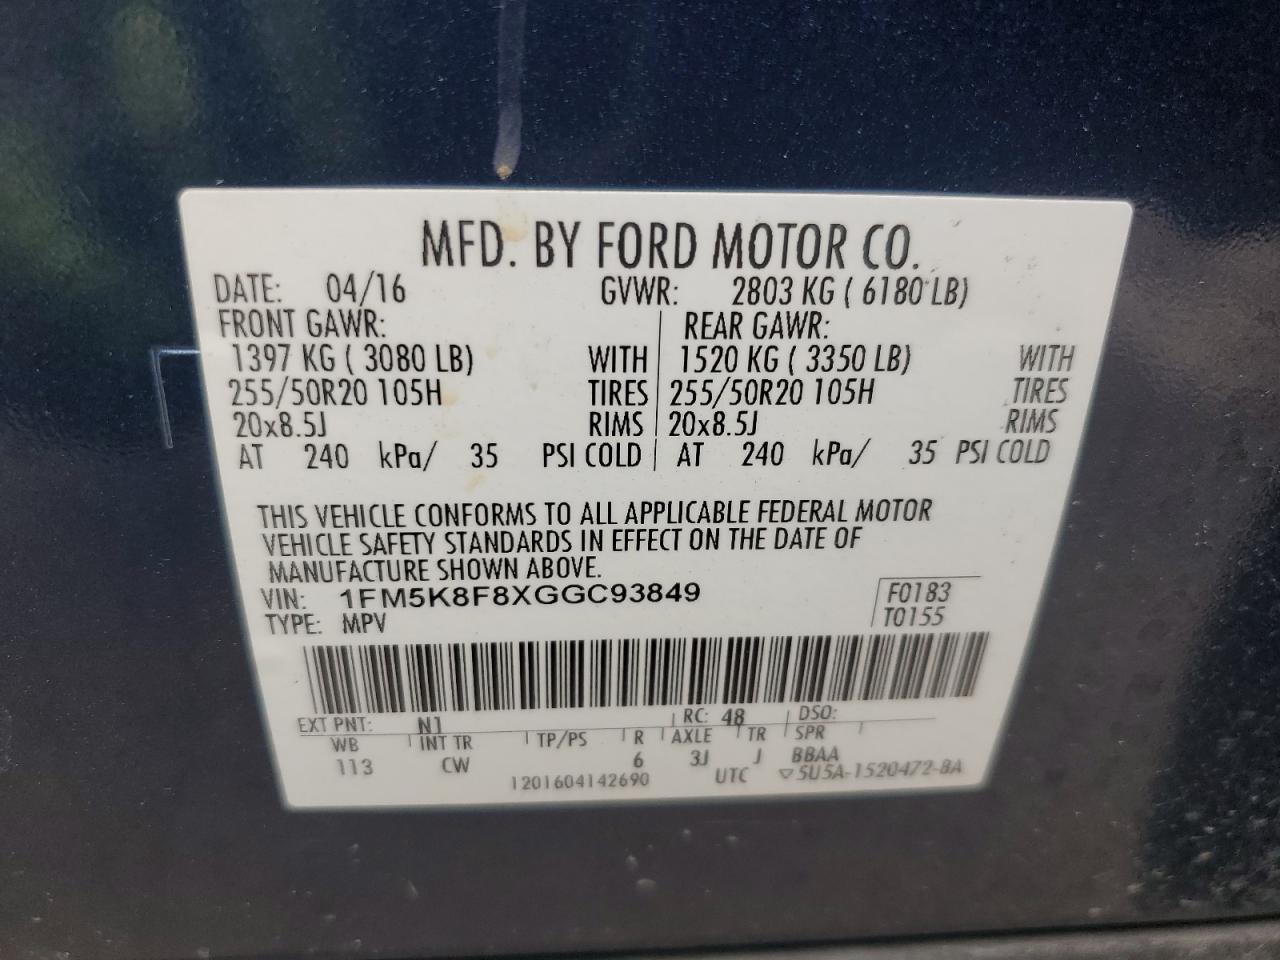 MFD. BY FORD MOTOR CO.
DATE: 04/16 GVWR: 2803 KG ( 6180 LB)
FRONT GAWR: REAR GAWR:
1397 KG ( 3080 LB) WITH 1520 KG ( 3350 LB) WITH
255/50R20 105H TIRES 255/50R20 105H TIRES
20x8.5J RIMS 20x8.5J RIMS
AT 240 kPa/ 35 PSI COLD AT 240 kPa/ 35 PSI COLD
THIS VEHICLE CONFORMS TO ALL APPLICABLE FEDERAL MOTOR
VEHICLE SAFETY STANDARDS IN EFFECT ON THE DATE OF
MANUFACTURE SHOWN ABOVE.
VIN: 1FM5K8F8XGGC93849 F0183
TYPE: MPV T0155
EXT PNT: N1 RC: 48 DSO:
WB INT TR TP/PS R AXLE TR SPR
113 CW 6 3J J BBAA
1201604142690 UTC ▽5U5A-1520472-BA